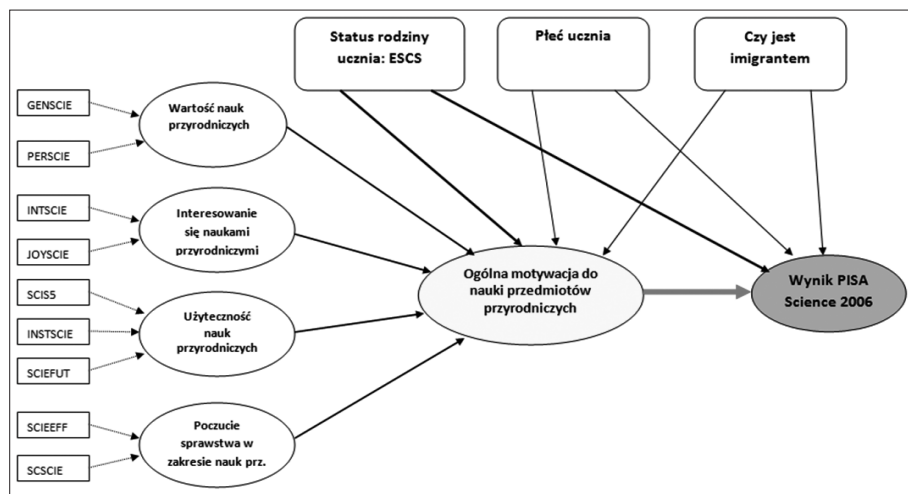 Status rodziny
ucznia: ESCS
Płeć ucznia
Czy jest
imigrantem
GENSCIE
PERSCIE
Wartość nauk
przyrodniczych
INTSCIE
JOYSCIE
Interesowanie
się naukami
przyrodniczymi
SCIS5
INSTSCIE
SCIEFUT
Użyteczność
nauk
przyrodniczych
SCIEEFF
SCSCIE
Poczucie
sprawstwa w
zakresie nauk prz.
Ogólna motywacja do
nauki przedmiotów
przyrodniczych
Wynik PISA
Science 2006